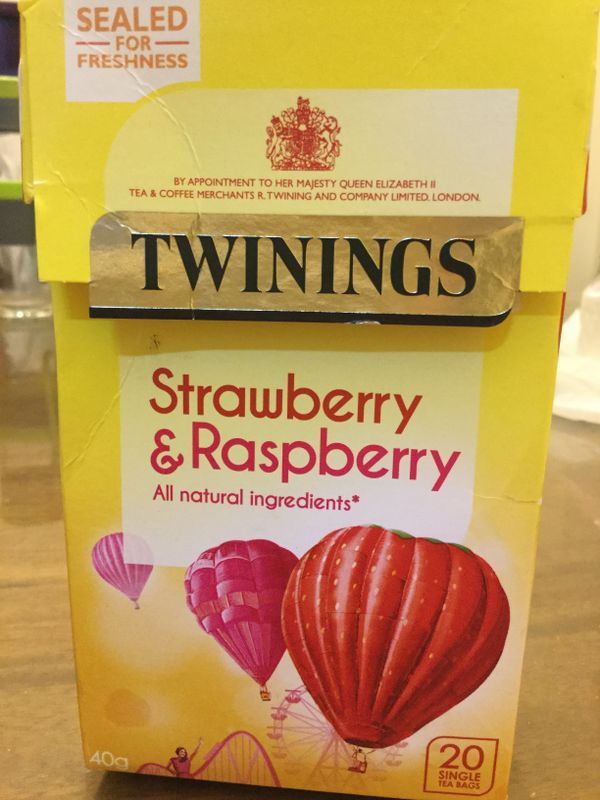 SEALED
FOR
FRESHNESS
BY APPOINTMENT TO HER MAJESTY QUEEN ELIZABETH II
TEA & COFFEE MERCHANTS R. TWINING AND COMPANY LIMITED. LONDON.
TWININGS
Strawberry
& Raspberry
All natural ingredients*
40g
20
SINGLE
TEA BAGS